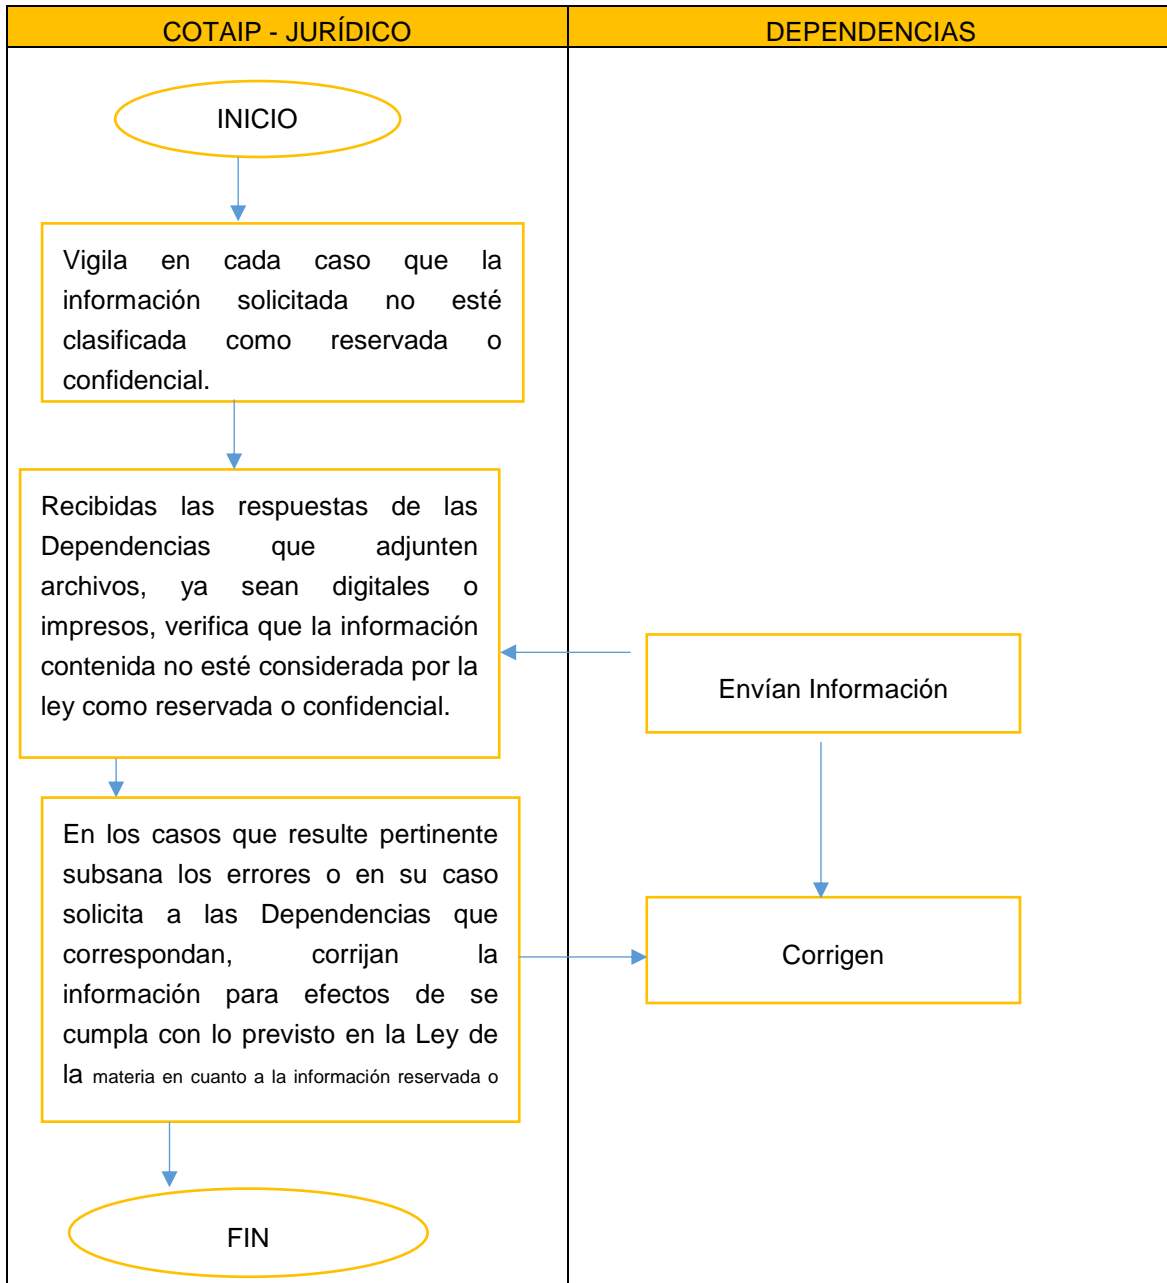 COTAIP - JURÍDICO
DEPENDENCIAS
INICIO
Vigila en cada caso que la
información solicitada no esté
clasificada como reservada o
confidencial.
Recibidas las respuestas de las
Dependencias que adjunten
archivos, ya sean digitales o
impresos, verifica que la información
contenida no esté considerada por la
ley como reservada o confidencial.
Envían Información
En los casos que resulte pertinente
subsana los errores o en su caso
solicita a las Dependencias que
correspondan, corrijan la
información para efectos de se
cumpla con lo previsto en la Ley de
la materia en cuanto a la información reservada o
Corrigen
FIN